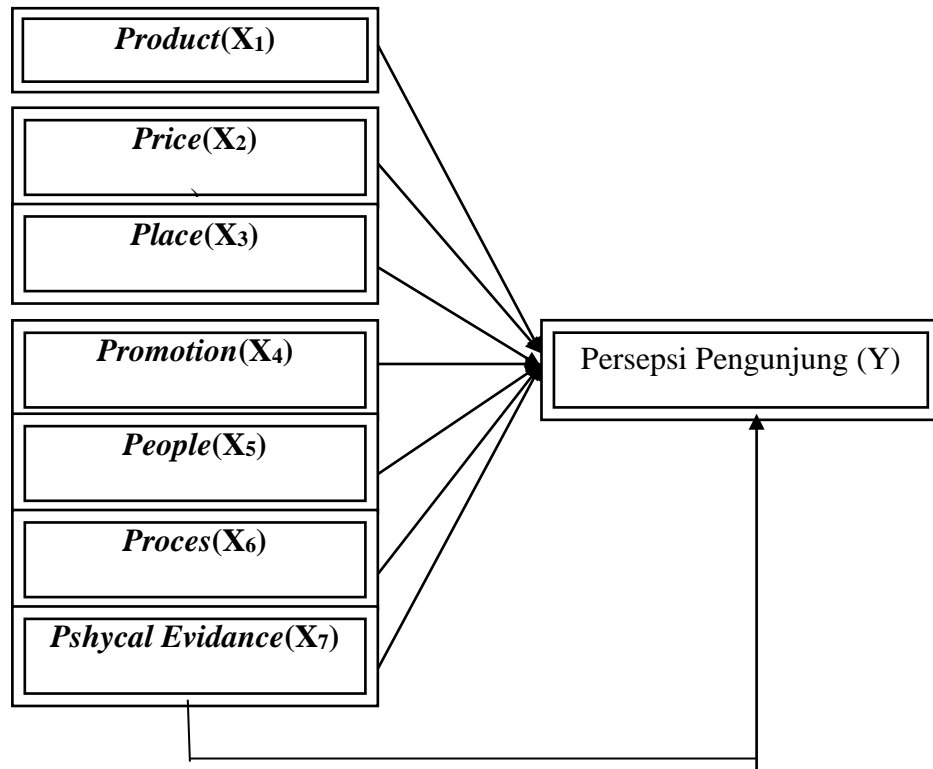 Product(X₁)
Price(X₂)
Place(X₃)
Promotion(X₄)
Persepsi Pengunjung (Y)
People(X₅)
Proces(X₆)
Pshycal Evidance(X₇)